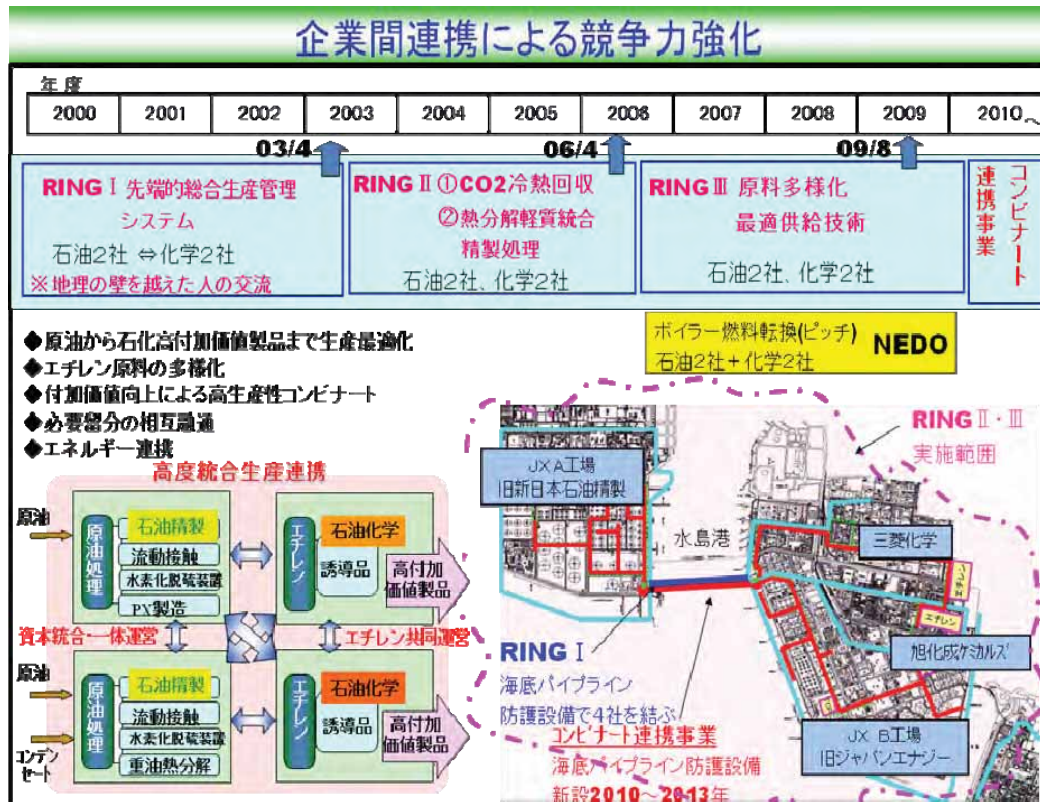 企業間連携による競争力強化
年度
2000 2001 2002 2003 2004 2005 2006 2007 2008 2009 2010~
03/4 06/4 09/8
RING Ⅰ 先端的総合生産管理
システム
石油2社 ⇔化学2社
※地理の壁を越えた人の交流
RING Ⅱ ①CO2冷熱回収
②熱分解軽質統合
精製処理
石油2社、化学2社
RING Ⅲ 原料多様化
最適供給技術
石油2社、化学2社
コンビナート
連携事業
◆原油から石化高付加価値製品まで生産最適化
◆エチレン原料の多様化
◆付加価値向上による高生産性コンビナート
◆必要留分の相互融通
◆エネルギー連携
ボイラー燃料転換(ピッチ)
石油2社+化学2社
NEDO
高度統合生産連携
原油
原油処理
石油精製
流動接触
水素化脱硫装置
PX製造
エチレン
石油化学
誘導品
高付加
価値製品
資本統合・一体運営
エチレン共同運営
原油
コンデン
セート
原油処理
石油精製
流動接触
水素化脱硫装置
重油熱分解
エチレン
石油化学
誘導品
高付加
価値製品
RING Ⅱ・Ⅲ
実施範囲
JX A工場
旧新日本石油精製
水島港
三菱化学
エチレン
エチレン
旭化成ケミカルズ
JX B工場
旧ジャパンエナジー
RING Ⅰ
海底パイプライン
防護設備で4社を結ぶ
コンビナート連携事業
海底パイプライン防護設備
新設2010~2013年